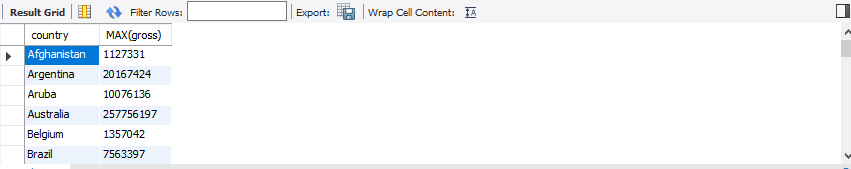 Result Grid Filter Rows: Export: Wrap Cell Content:
country MAX(gross)
Afghanistan 1127331
Argentina 20167424
Aruba 10076136
Australia 257756197
Belgium 1357042
Brazil 7563397